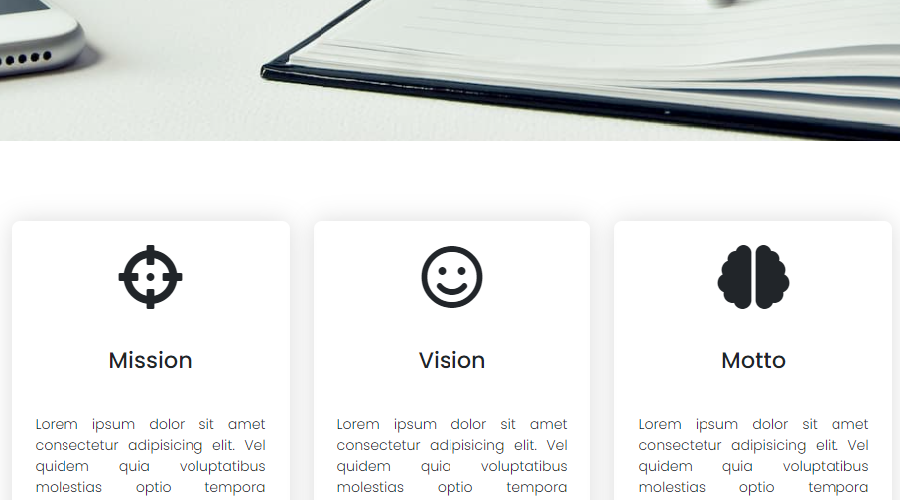 Mission
Lorem ipsum dolor sit amet
consectetur adipisicing elit. Vel
quidem quia voluptatibus
molestias optio tempora
Vision
Lorem ipsum dolor sit amet
consectetur adipisicing elit. Vel
quidem quia voluptatibus
molestias optio tempora
Motto
Lorem ipsum dolor sit amet
consectetur adipisicing elit. Vel
quidem quia voluptatibus
molestias optio tempora